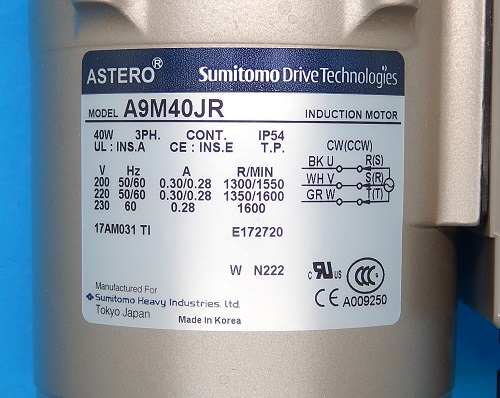 ASTERO® Sumitomo Drive Technologies
MODEL A9M40JR INDUCTION MOTOR
40W 3PH. CONT. IP54
UL : INS.A CE : INS.E T.P.
CW(CCW)
BK U R(S)
WH V S(R)
GR W T(T)
V Hz A R/MIN
200 50/60 0.30/0.28 1300/1550
220 50/60 0.30/0.28 1350/1600
230 60 0.28 1600
17AM031 TI E172720
W N222
c RU US CCC
CE A009250
Manufactured For
Sumitomo Heavy Industries, Ltd.
Tokyo Japan
Made In Korea